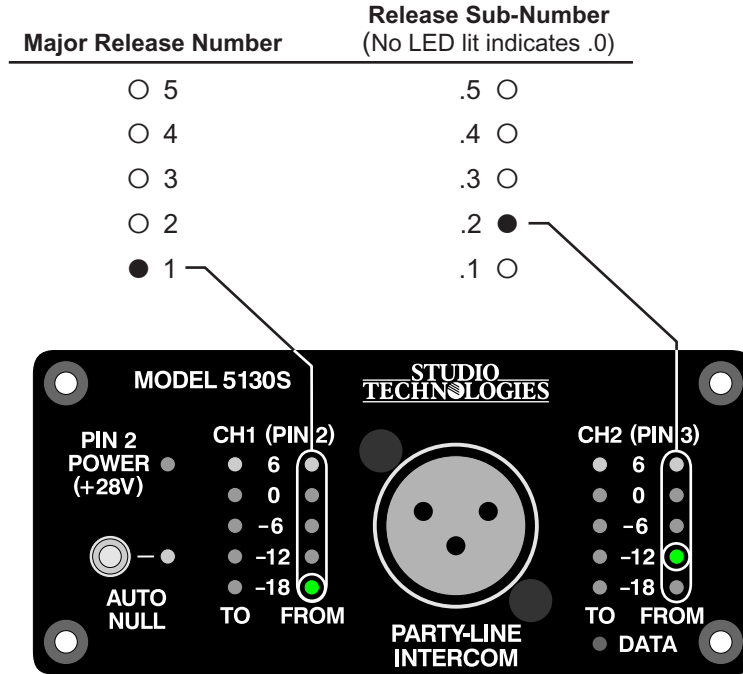 Major Release Number
Release Sub-Number
(No LED lit indicates .0)
5
4
3
2
1
.5
.4
.3
.2
.1
MODEL 5130S
STUDIO
TECHNOLOGIES
PIN 2
POWER
(+28V)
AUTO
NULL
CH1 (PIN 2)
6
0
−6
−12
−18
TO FROM
PARTY-LINE
INTERCOM
CH2 (PIN 3)
6
0
−6
−12
−18
TO FROM
DATA